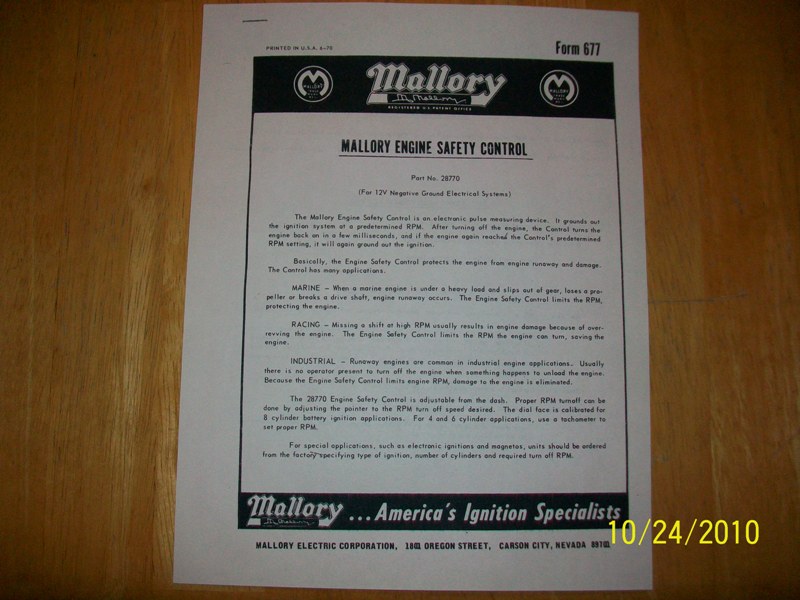 PRINTED IN U.S.A. 6-70
Form 677
MALLORY
Mallory
REGISTERED U.S. PATENT OFFICE
MALLORY
MALLORY ENGINE SAFETY CONTROL
Part No. 28770
(For 12V Negative Ground Electrical Systems)
The Mallory Engine Safety Control is an electronic pulse measuring device. It grounds out
the ignition system at a predetermined RPM. After turning off the engine, the Control turns the
engine back on in a few milliseconds, and if the engine again reached the Control's predetermined
RPM setting, it will again ground out the ignition.
Basically, the Engine Safety Control protects the engine from engine runaway and damage.
The Control has many applications.
MARINE – When a marine engine is under a heavy load and slips out of gear, loses a pro-
peller or breaks a drive shaft, engine runaway occurs. The Engine Safety Control limits the RPM,
protecting the engine.
RACING – Missing a shift at high RPM usually results in engine damage because of over-
revving the engine. The Engine Safety Control limits the RPM the engine can turn, saving the
engine.
INDUSTRIAL – Runaway engines are common in industrial engine applications. Usually
there is no operator present to turn off the engine when something happens to unload the engine.
Because the Engine Safety Control limits engine RPM, damage to the engine is eliminated.
The 28770 Engine Safety Control is adjustable from the dash. Proper RPM turnoff can be
done by adjusting the pointer to the RPM turn off speed desired. The dial face is calibrated for
8 cylinder battery ignition applications. For 4 and 6 cylinder applications, use a tachometer to
set proper RPM.
For special applications, such as electronic ignitions and magnetos, units should be ordered
from the factory specifying type of ignition, number of cylinders and required turn off RPM.
Mallory ... America's Ignition Specialists
MALLORY ELECTRIC CORPORATION, OREGON STREET, CARSON CITY, NEVADA
10/24/2010